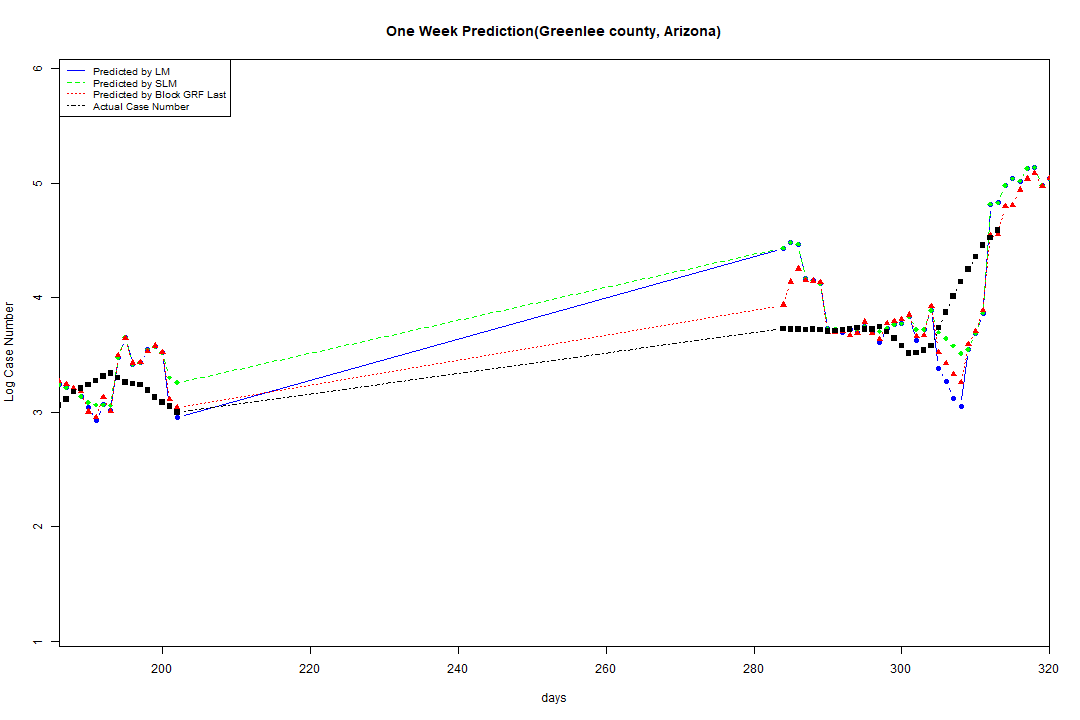 One Week Prediction(Greenlee county, Arizona)
Predicted by LM
Predicted by SLM
Predicted by Block GRF Last
Actual Case Number
6
5
4
3
2
1
Log Case Number
200 220 240 260 280 300 320
days